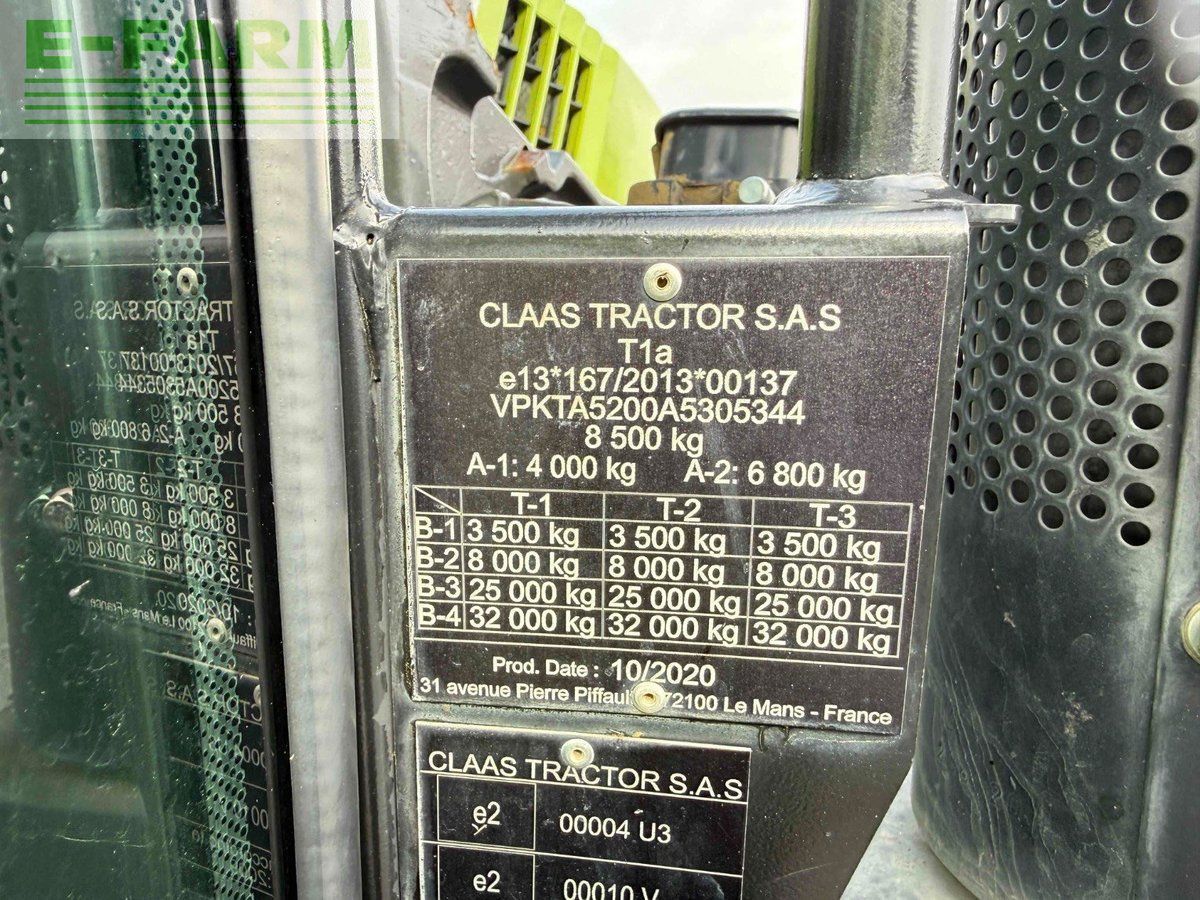 E-FARM
CLAAS TRACTOR S.A.S
T1a
e13*167/2013*00137
VPKTA5200A5305344
8 500 kg
A-1: 4 000 kg A-2: 6 800 kg
T-1 T-2 T-3
B-1 3 500 kg 3 500 kg 3 500 kg
B-2 8 000 kg 8 000 kg 8 000 kg
B-3 25 000 kg 25 000 kg 25 000 kg
B-4 32 000 kg 32 000 kg 32 000 kg
Prod. Date : 10/2020
31 avenue Pierre 72100 Le Mans - France
CLAAS TRACTOR S.A.S
e2 00004 U3
e2 00010 V